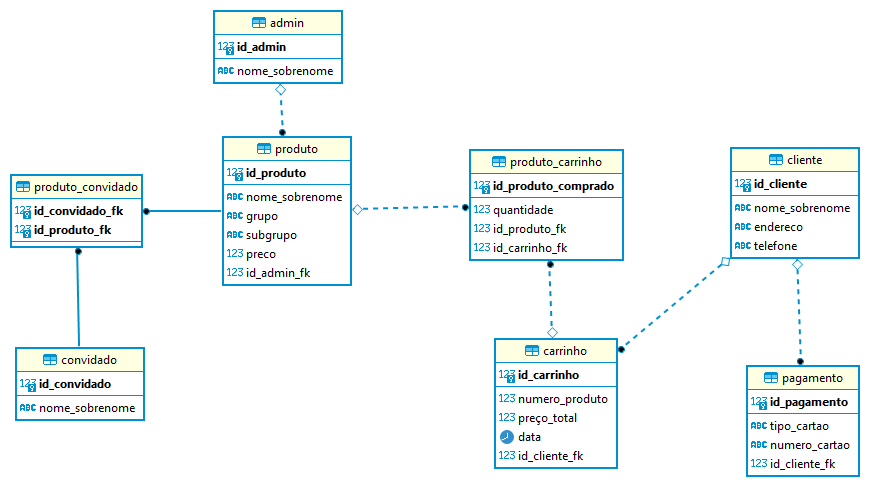 admin
123 id_admin
ABC nome_sobrenome
produto
123 id_produto
ABC nome_sobrenome
ABC grupo
ABC subgrupo
123 preco
123 id_admin_fk
produto_convidado
123 id_convidado_fk
123 id_produto_fk
convidado
123 id_convidado
ABC nome_sobrenome
produto_carrinho
123 id_produto_comprado
123 quantidade
123 id_produto_fk
123 id_carrinho_fk
carrinho
123 id_carrinho
123 numero_produto
123 preço_total
data
123 id_cliente_fk
cliente
123 id_cliente
ABC nome_sobrenome
ABC endereco
ABC telefone
pagamento
123 id_pagamento
ABC tipo_cartao
ABC numero_cartao
123 id_cliente_fk